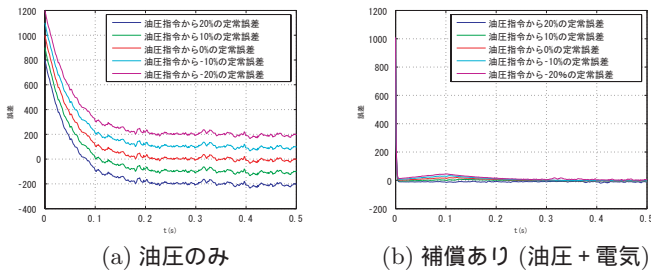 1200
1000
800
600
400
200
0
-200
-400
誤差
油圧指令から20%の定常誤差
油圧指令から10%の定常誤差
油圧指令から0%の定常誤差
油圧指令から-10%の定常誤差
油圧指令から-20%の定常誤差
0 0.1 0.2 0.3 0.4 0.5
t(s)
(a) 油圧のみ
1200
1000
800
600
400
200
0
-200
誤差
油圧指令から20%の定常誤差
油圧指令から10%の定常誤差
油圧指令から0%の定常誤差
油圧指令から-10%の定常誤差
油圧指令から-20%の定常誤差
0 0.1 0.2 0.3 0.4 0.5
t(s)
(b) 補償あり (油圧 + 電気)